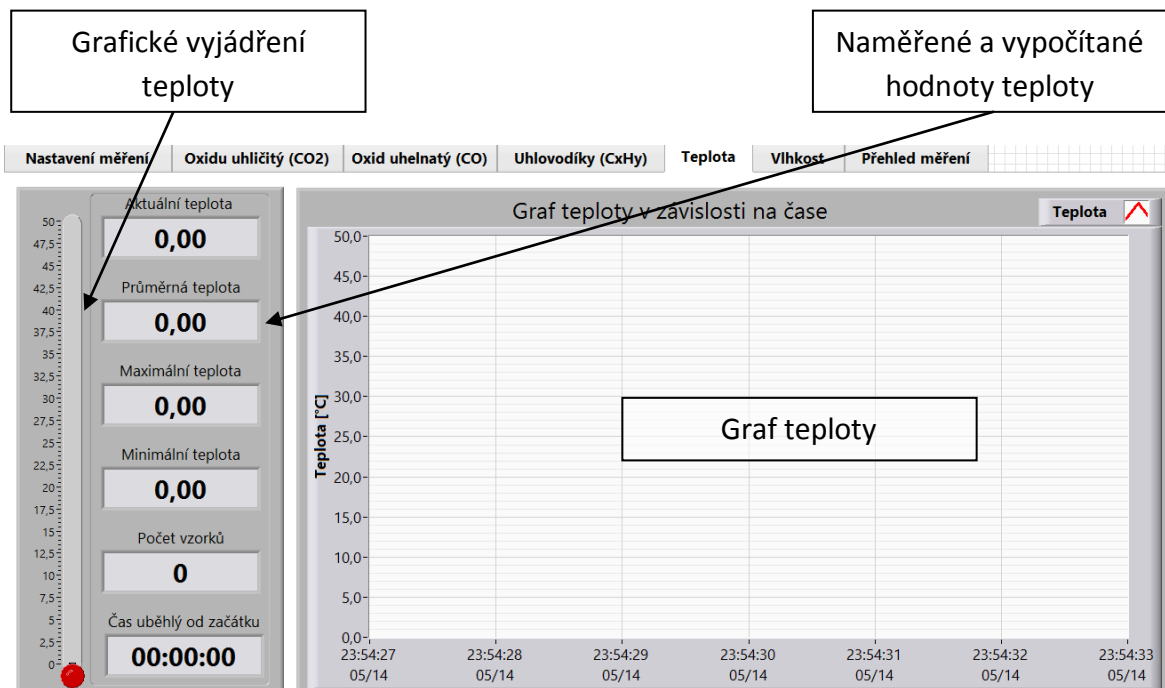 Grafické vyjádření
teploty
Naměřené a vypočítané
hodnoty teploty
Nastavení měření
Oxidu uhličitý (CO2)
Oxid uhelnatý (CO)
Uhlovodíky (CxHy)
Teplota
Vlhkost
Přehled měření
50
47,5
45
42,5
40
37,5
35
32,5
30
27,5
25
22,5
20
17,5
15
12,5
10
7,5
5
2,5
0
Aktuální teplota
0,00
Průměrná teplota
0,00
Maximální teplota
0,00
Minimální teplota
0,00
Počet vzorků
0
Čas uběhlý od začátku
00:00:00
Graf teploty v závislosti na čase
Teplota
Teplota [°C]
50,0
45,0
40,0
35,0
30,0
25,0
20,0
15,0
10,0
5,0
0,0
Graf teploty
23:54:27 23:54:28 23:54:29 23:54:30 23:54:31 23:54:32 23:54:33
05/14 05/14 05/14 05/14 05/14 05/14 05/14